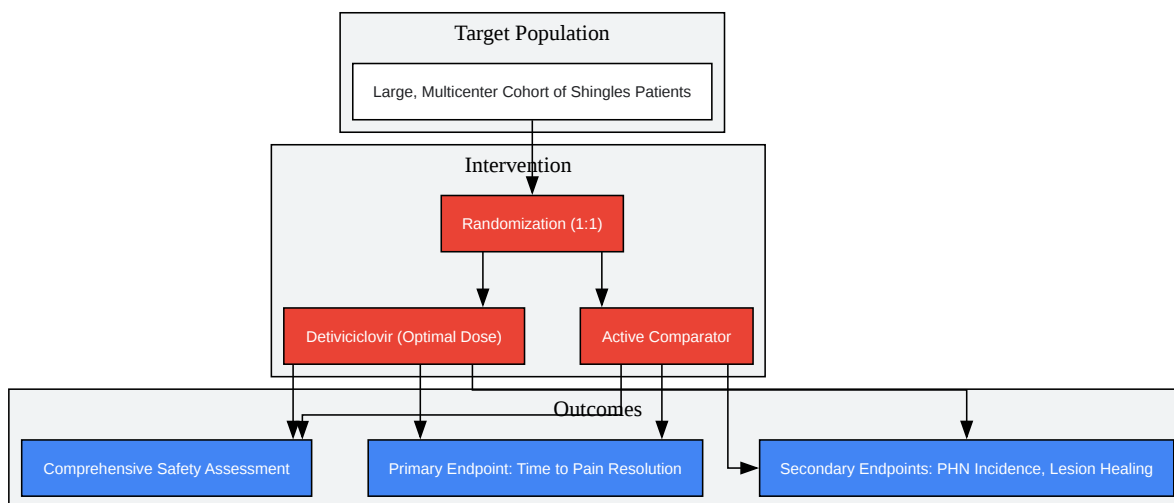 Target Population
Large, Multicenter Cohort of Shingles Patients
Intervention
Randomization (1:1)
Detiviciclovir (Optimal Dose)
Active Comparator
Outcomes
Comprehensive Safety Assessment
Primary Endpoint: Time to Pain Resolution
Secondary Endpoints: PHN Incidence, Lesion Healing